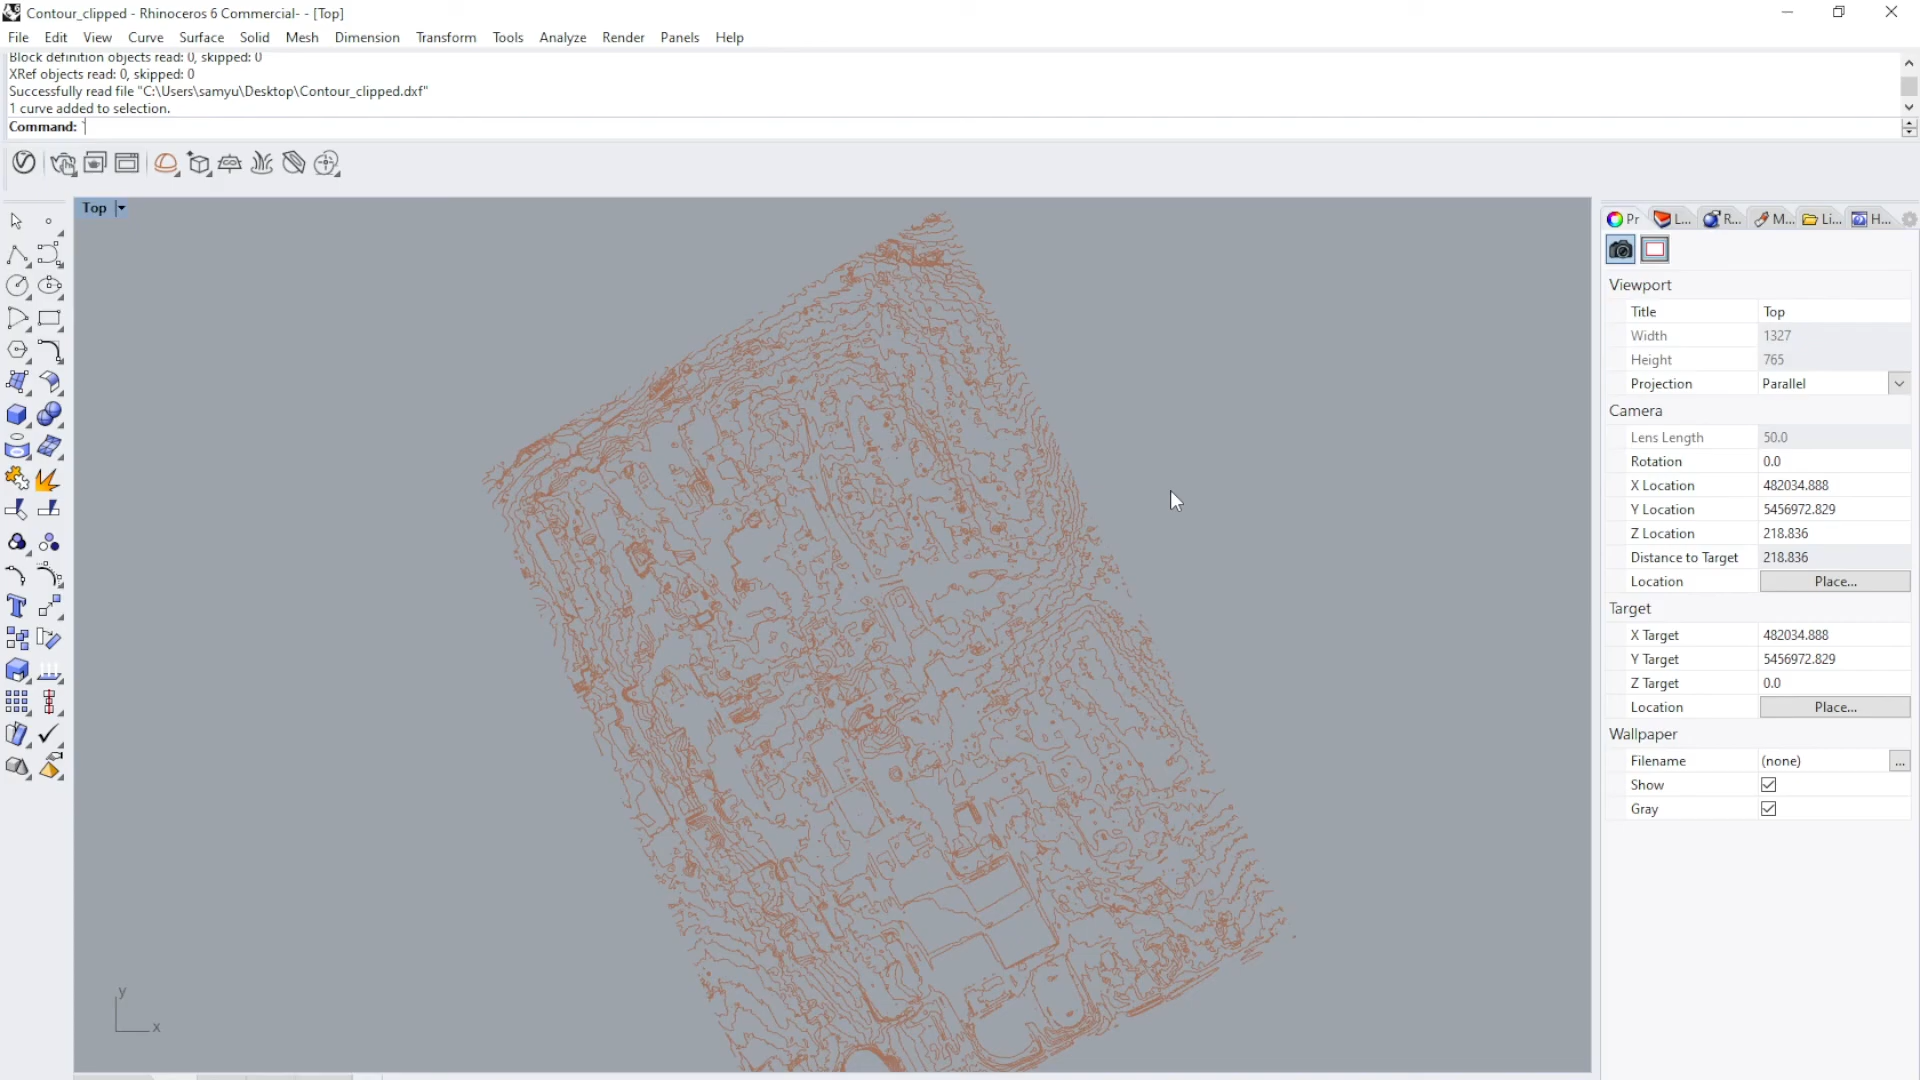 Contour_clipped - Rhinoceros 6 Commercial- - [Top]
File Edit View Curve Surface Solid Mesh Dimension Transform Tools Analyze Render Panels Help
Block definition objects read: 0, skipped: 0
XRef objects read: 0, skipped: 0
Successfully read file "C:\Users\samyu\Desktop\Contour_clipped.dxf"
1 curve added to selection.
Command:
Top
Pr L... R... M... Li... H...
Viewport
Title Top
Width 1327
Height 765
Projection Parallel
Camera
Lens Length 50.0
Rotation 0.0
X Location 482034.888
Y Location 5456972.829
Z Location 218.836
Distance to Target 218.836
Location Place...
Target
X Target 482034.888
Y Target 5456972.829
Z Target 0.0
Location Place...
Wallpaper
Filename (none) ...
Show
Gray
y
x